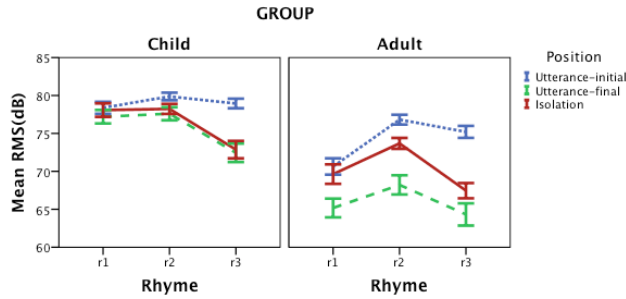 GROUP
Child
Adult
Mean RMS(dB)
85
80
75
70
65
60
r1 r2 r3
r1 r2 r3
Rhyme
Rhyme
Position
Utterance-initial
Utterance-final
Isolation